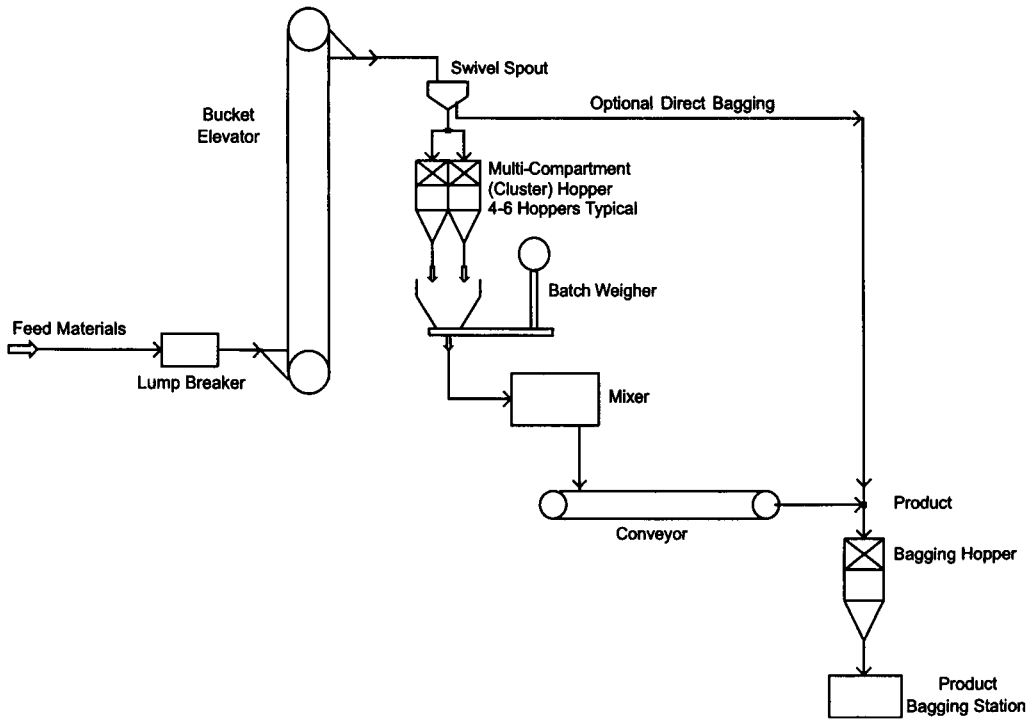 Swivel Spout
Optional Direct Bagging
Bucket
Elevator
Multi-Compartment
(Cluster) Hopper
4-6 Hoppers Typical
Batch Weigher
Feed Materials
Lump Breaker
Mixer
Product
Conveyor
Bagging Hopper
Product
Bagging Station